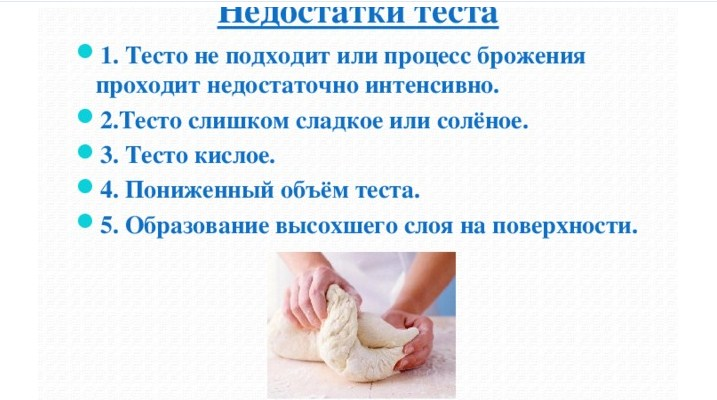 Недостатки теста
1. Тесто не подходит или процесс брожения
проходит недостаточно интенсивно.
2.Тесто слишком сладкое или солёное.
3. Тесто кислое.
4. Пониженный объём теста.
5. Образование высохшего слоя на поверхности.